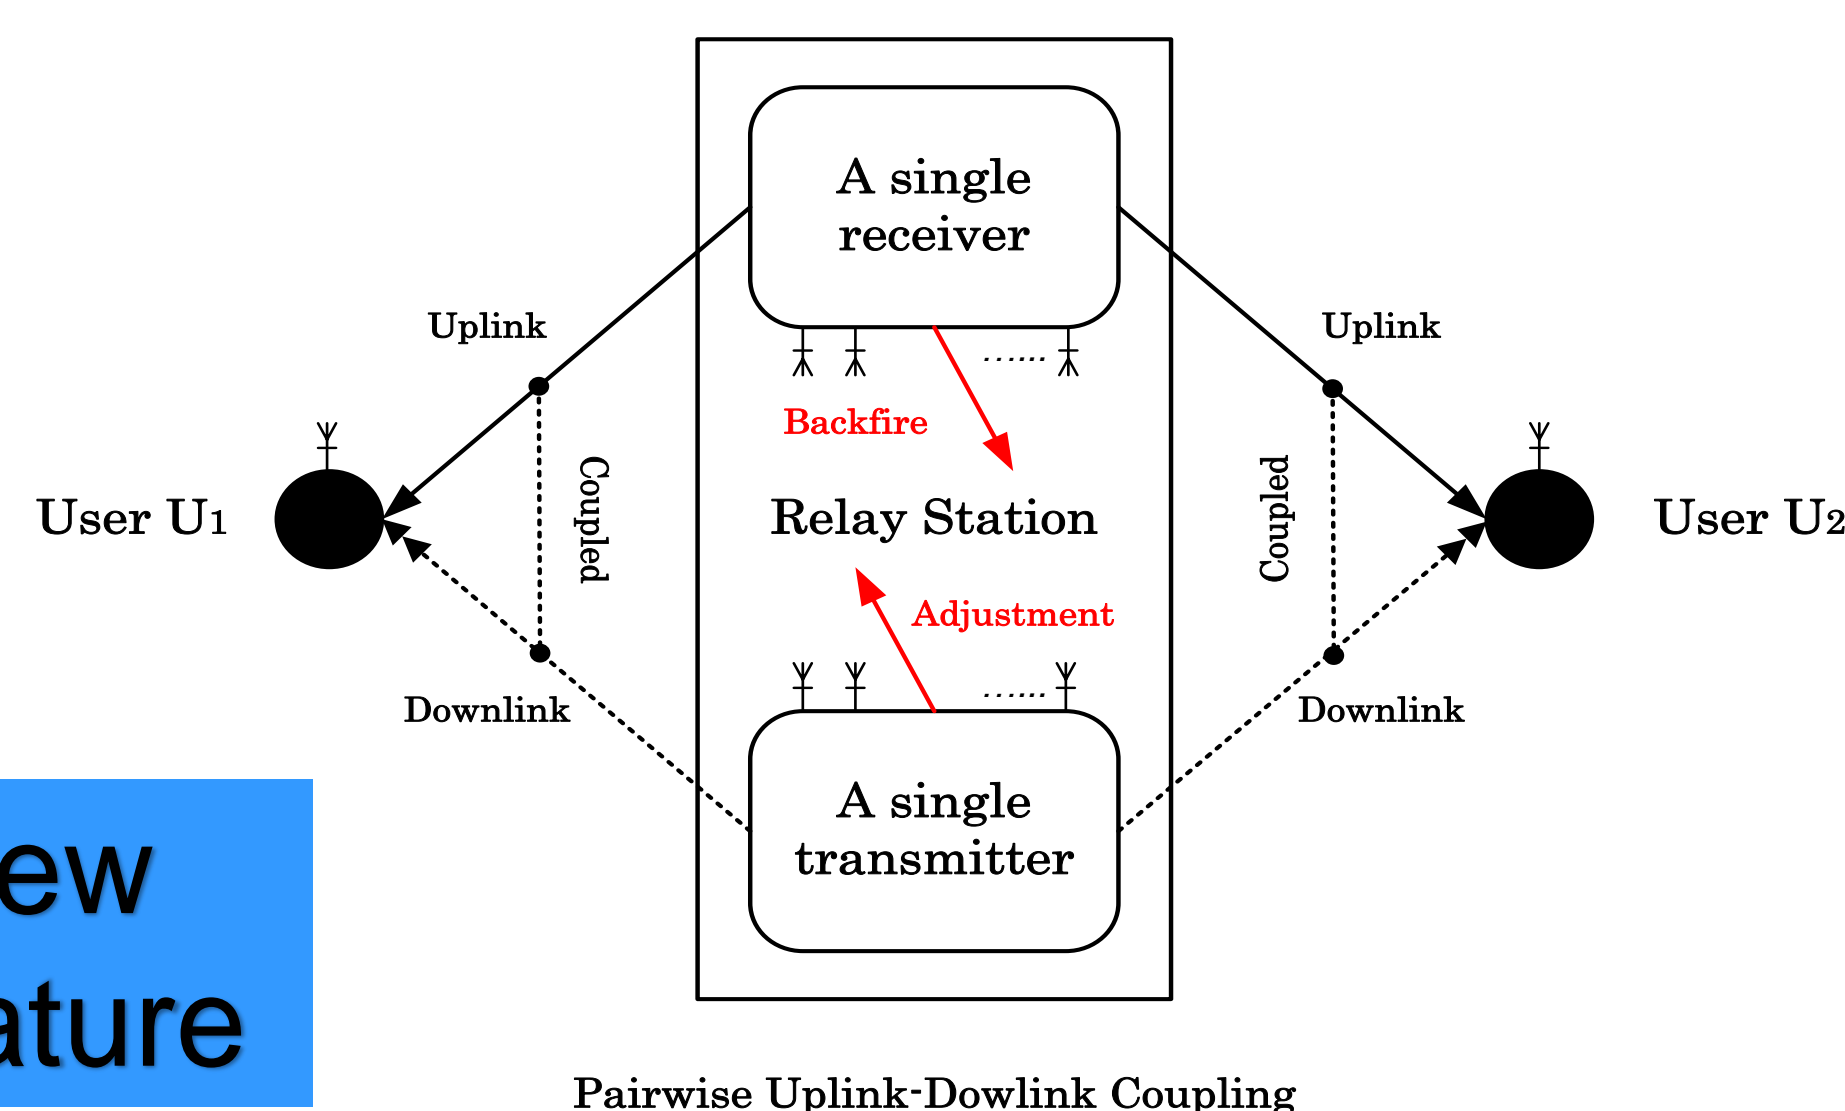 A single
receiver
Uplink
Uplink
......
Backfire
Coupled
Coupled
User U1
Relay Station
User U2
Adjustment
......
Downlink
Downlink
A single
transmitter
ew
ature
Pairwise Uplink-Dowlink Coupling